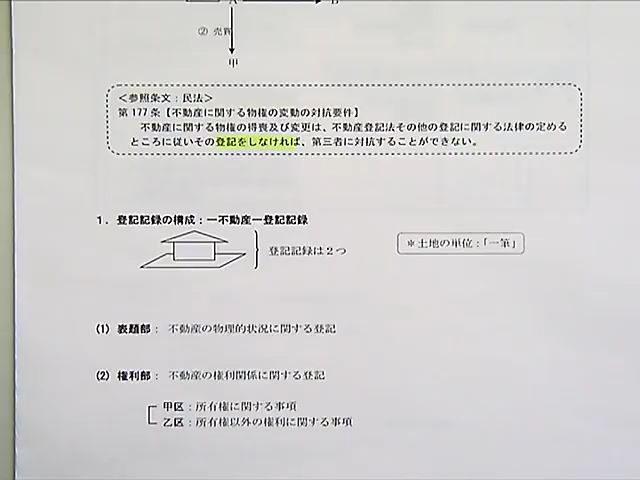 ② 売買
甲
<参照条文：民法>
第177条【不動産に関する物権の変動の対抗要件】
不動産に関する物権の得喪及び変更は、不動産登記法その他の登記に関する法律の定める
ところに従いその登記をしなければ、第三者に対抗することができない。
1．登記記録の構成：一不動産一登記記録
登記記録は２つ
＊土地の単位：「一筆」
(1) 表題部： 不動産の物理的状況に関する登記
(2) 権利部： 不動産の権利関係に関する登記
甲区：所有権に関する事項
乙区：所有権以外の権利に関する事項